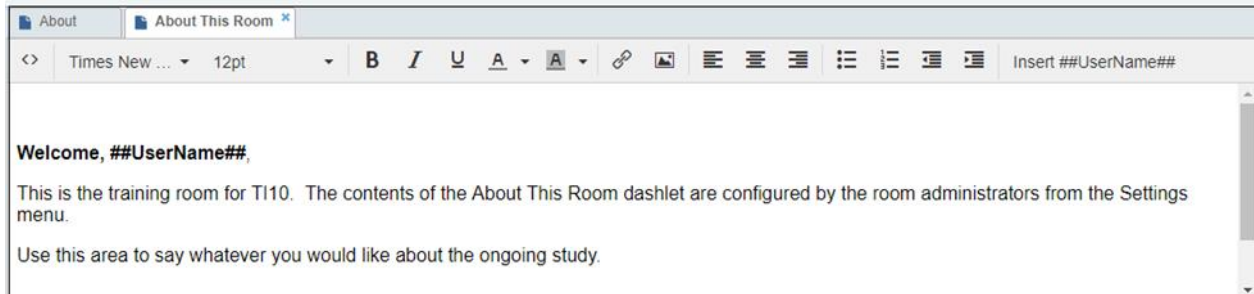 About About This Room ×
Times New ... 12pt B I U A A Insert ##UserName##
Welcome, ##UserName##,
This is the training room for TI10. The contents of the About This Room dashlet are configured by the room administrators from the Settings
menu.
Use this area to say whatever you would like about the ongoing study.